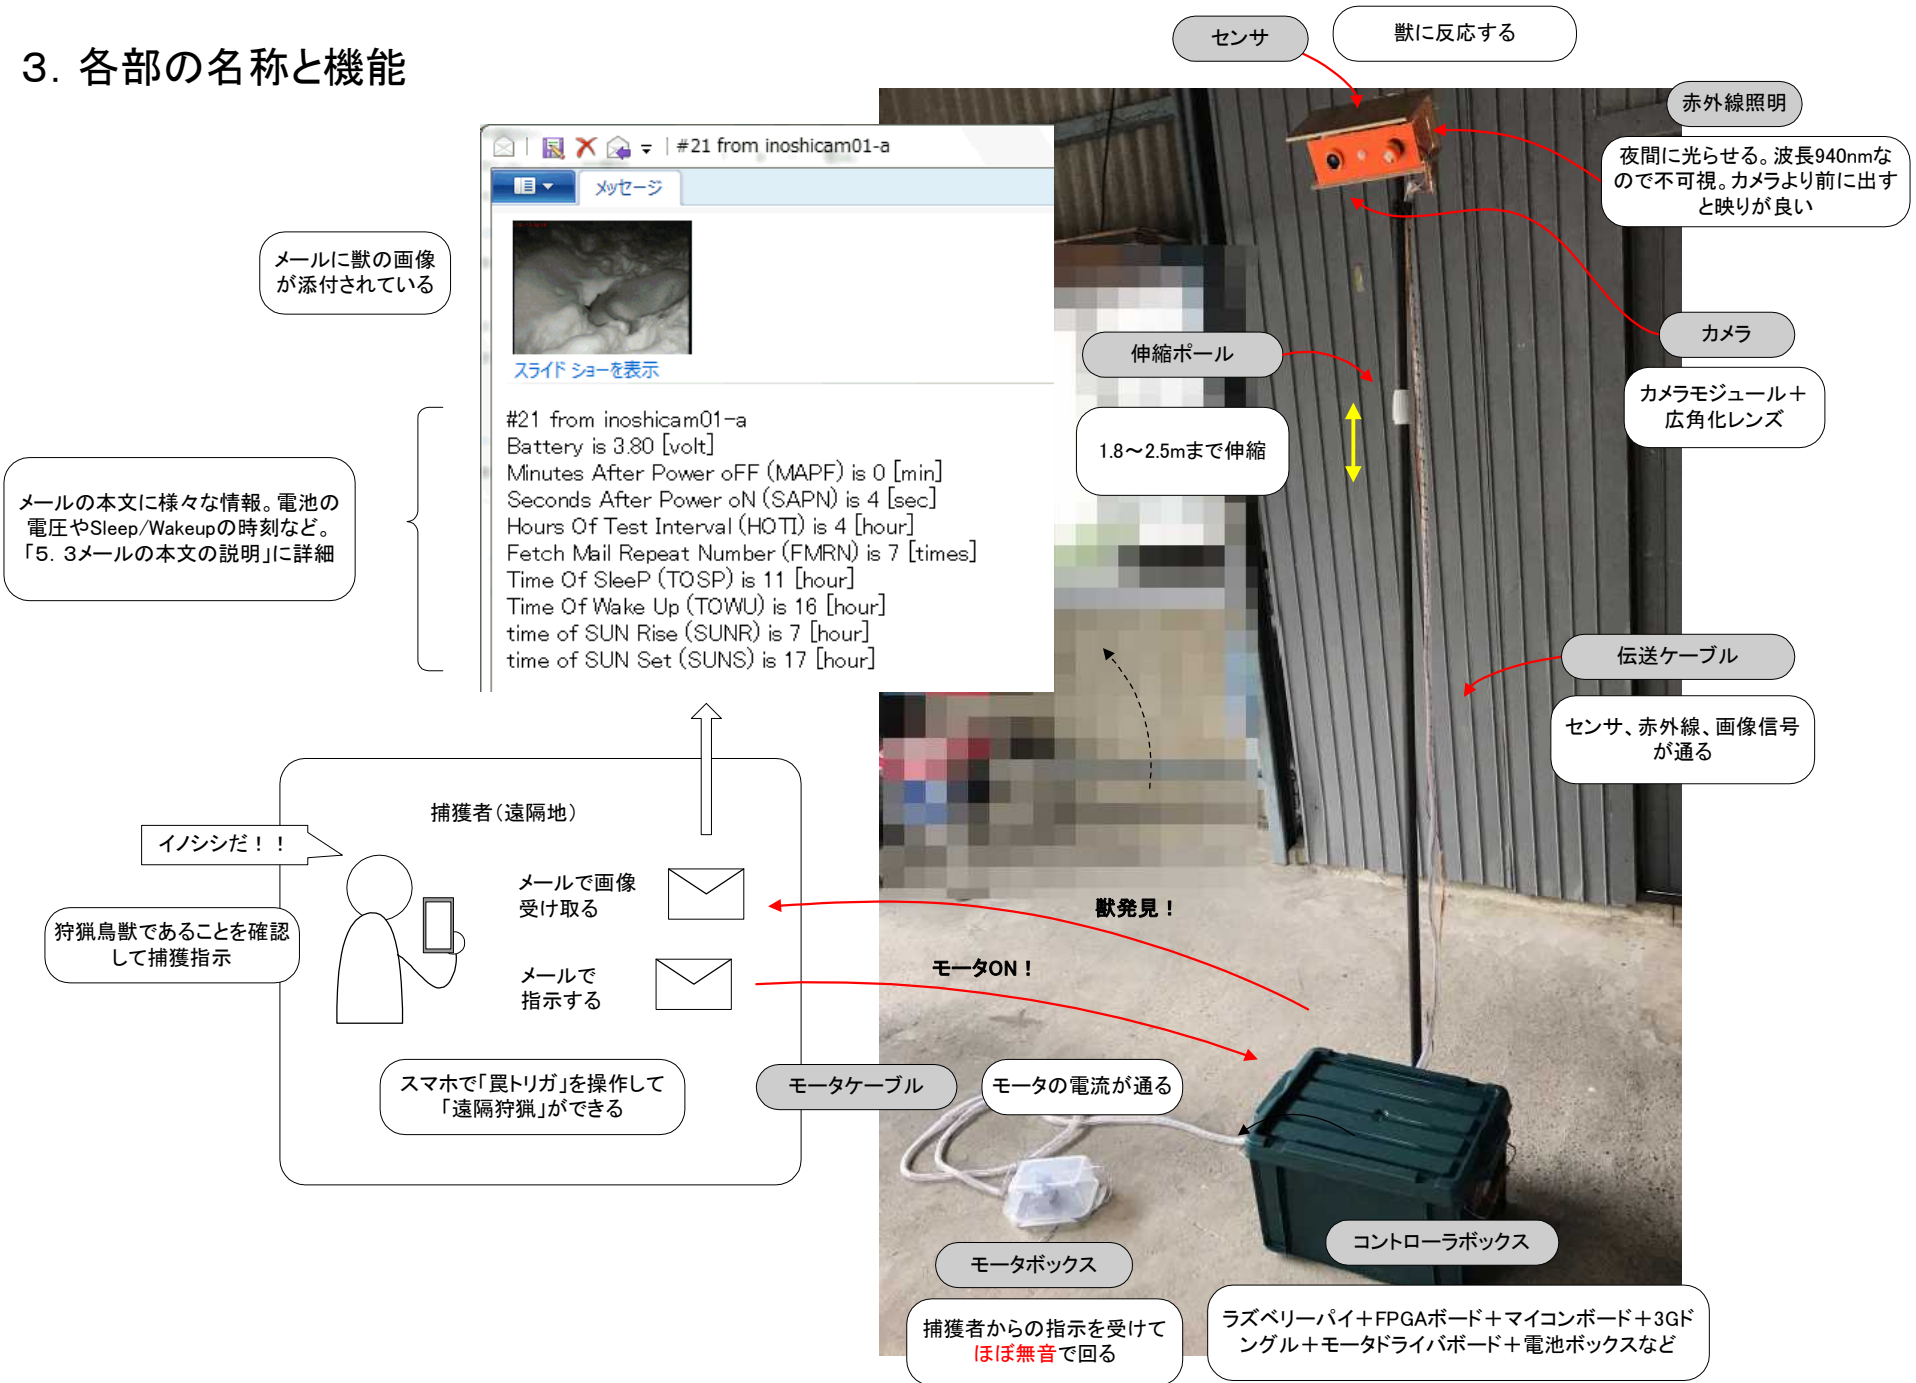 3. 各部の名称と機能
センサ
獣に反応する
赤外線照明
夜間に光らせる。波長940nmな
ので不可視。カメラより前に出す
と映りが良い
#21 from inoshicam01-a
メッセージ
スライド ショーを表示
メールに獣の画像
が添付されている
#21 from inoshicam01-a
Battery is 3.80 [volt]
Minutes After Power oFF (MAPF) is 0 [min]
Seconds After Power oN (SAPN) is 4 [sec]
Hours Of Test Interval (HOTI) is 4 [hour]
Fetch Mail Repeat Number (FMRN) is 7 [times]
Time Of SleeP (TOSP) is 11 [hour]
Time Of Wake Up (TOWU) is 16 [hour]
time of SUN Rise (SUNR) is 7 [hour]
time of SUN Set (SUNS) is 17 [hour]
メールの本文に様々な情報。電池の
電圧やSleep/Wakeupの時刻など。
「5. 3メールの本文の説明」に詳細
伸縮ポール
1.8～2.5mまで伸縮
カメラ
カメラモジュール＋
広角化レンズ
伝送ケーブル
センサ、赤外線、画像信号
が通る
捕獲者(遠隔地)
イノシシだ！！
狩猟鳥獣であることを確認
して捕獲指示
メールで画像
受け取る
メールで
指示する
獣発見！
モータON！
スマホで「罠トリガ」を操作して
「遠隔狩猟」ができる
モータケーブル
モータの電流が通る
モータボックス
捕獲者からの指示を受けて
ほぼ無音で回る
コントローラボックス
ラズベリーパイ＋FPGAボード＋マイコンボード＋3Gド
ングル＋モータドライバボード＋電池ボックスなど